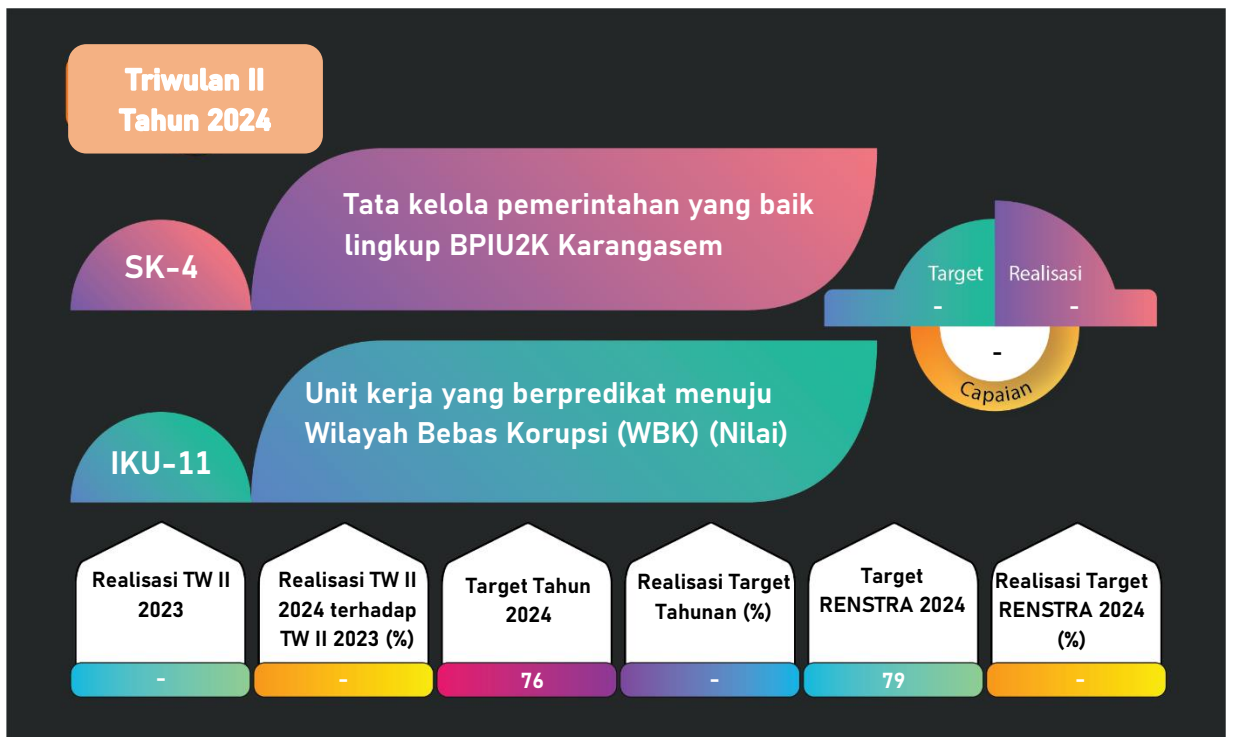 Triwulan II
Tahun 2024
SK-4
Tata kelola pemerintahan yang baik
lingkup BPIU2K Karangasem
Target
Realisasi
-
-
-
Capaian
IKU-11
Unit kerja yang berpredikat menuju
Wilayah Bebas Korupsi (WBK) (Nilai)
Realisasi TW II
2023
-
Realisasi TW II
2024 terhadap
TW II 2023 (%)
-
Target Tahun
2024
76
Realisasi Target
Tahunan (%)
-
Target
RENSTRA 2024
79
Realisasi Target
RENSTRA 2024
(%)
-